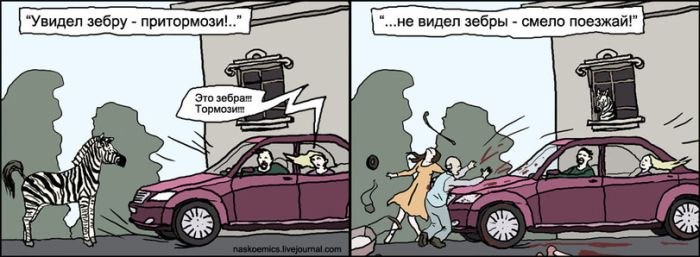 "Увидел зебру - притормози!.."
Это зебра!!!
Тормози!!!
naskoemics.livejournal.com
"...не видел зебры - смело поезжай!"